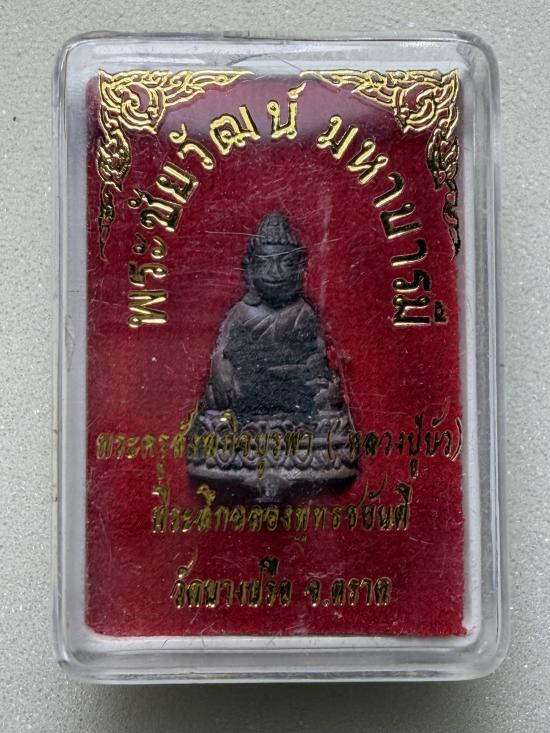 พระชัยวัฒน์ มหาบารมี
พระครูสังฆกิจบูรพา ( หลวงปู่บัว)
ที่ระลึกฉลองพุทธชยันตี
วัดบางปรือ จ.ตราด